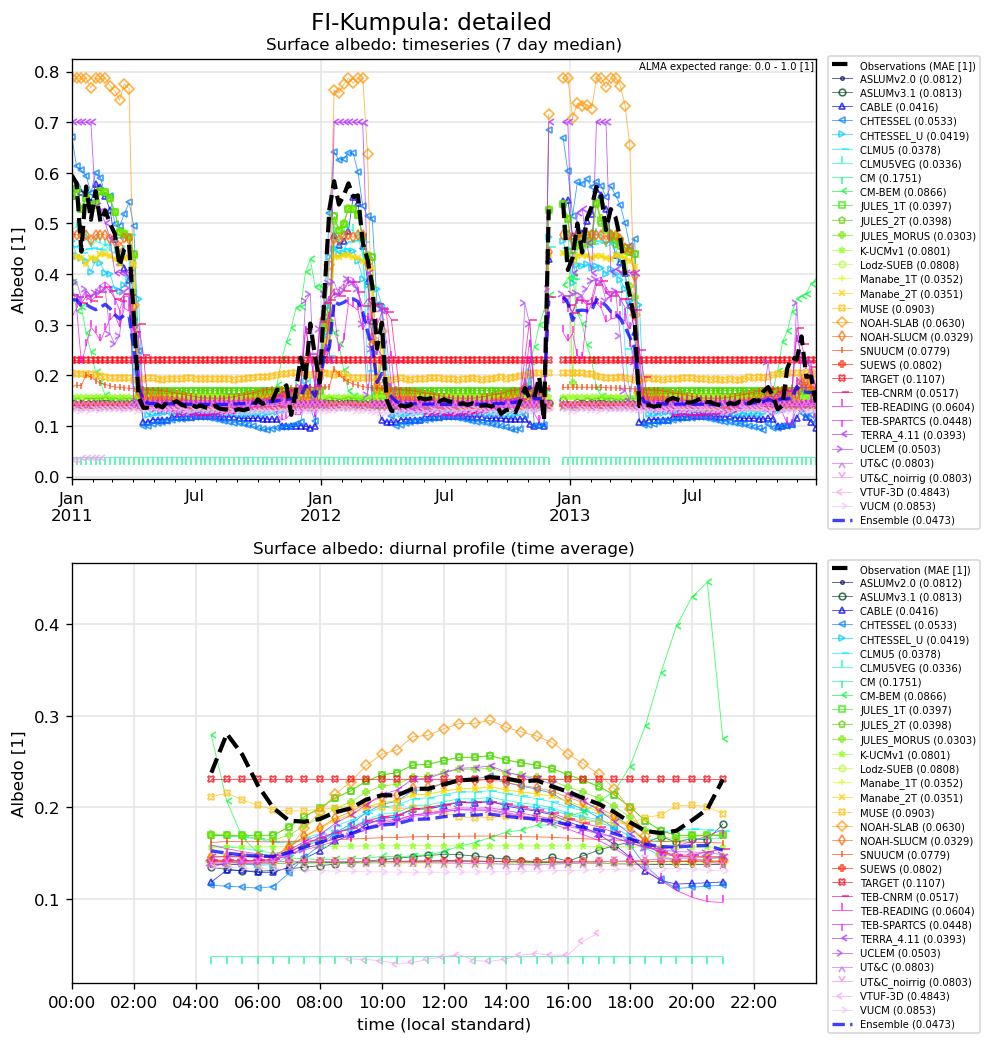 FI-Kumpula: detailed
Surface albedo: timeseries (7 day median)
ALMA expected range: 0.0 - 1.0 [1]
Albedo [1]
0.8
0.7
0.6
0.5
0.4
0.3
0.2
0.1
0.0
Jan
2011
Jul
Jan
2012
Jul
Jan
2013
Jul
Observations (MAE [1])
ASLUMv2.0 (0.0812)
ASLUMv3.1 (0.0813)
CABLE (0.0416)
CHTESSEL (0.0533)
CHTESSEL_U (0.0419)
CLMU5 (0.0378)
CLMU5VEG (0.0336)
CM (0.1751)
CM-BEM (0.0866)
JULES_1T (0.0397)
JULES_2T (0.0398)
JULES_MORUS (0.0303)
K-UCMv1 (0.0801)
Lodz-SUEB (0.0808)
Manabe_1T (0.0352)
Manabe_2T (0.0351)
MUSE (0.0903)
NOAH-SLAB (0.0630)
NOAH-SLUCM (0.0329)
SNUUCM (0.0779)
SUEWS (0.0802)
TARGET (0.1107)
TEB-CNRM (0.0517)
TEB-READING (0.0604)
TEB-SPARTCS (0.0448)
TERRA_4.11 (0.0393)
UCLEM (0.0503)
UT&C (0.0803)
UT&C_noirrig (0.0803)
VTUF-3D (0.4843)
VUCM (0.0853)
Ensemble (0.0473)
Surface albedo: diurnal profile (time average)
Albedo [1]
0.4
0.3
0.2
0.1
00:00
02:00
04:00
06:00
08:00
10:00
12:00
14:00
16:00
18:00
20:00
22:00
time (local standard)
Observation (MAE [1])
ASLUMv2.0 (0.0812)
ASLUMv3.1 (0.0813)
CABLE (0.0416)
CHTESSEL (0.0533)
CHTESSEL_U (0.0419)
CLMU5 (0.0378)
CLMU5VEG (0.0336)
CM (0.1751)
CM-BEM (0.0866)
JULES_1T (0.0397)
JULES_2T (0.0398)
JULES_MORUS (0.0303)
K-UCMv1 (0.0801)
Lodz-SUEB (0.0808)
Manabe_1T (0.0352)
Manabe_2T (0.0351)
MUSE (0.0903)
NOAH-SLAB (0.0630)
NOAH-SLUCM (0.0329)
SNUUCM (0.0779)
SUEWS (0.0802)
TARGET (0.1107)
TEB-CNRM (0.0517)
TEB-READING (0.0604)
TEB-SPARTCS (0.0448)
TERRA_4.11 (0.0393)
UCLEM (0.0503)
UT&C (0.0803)
UT&C_noirrig (0.0803)
VTUF-3D (0.4843)
VUCM (0.0853)
Ensemble (0.0473)